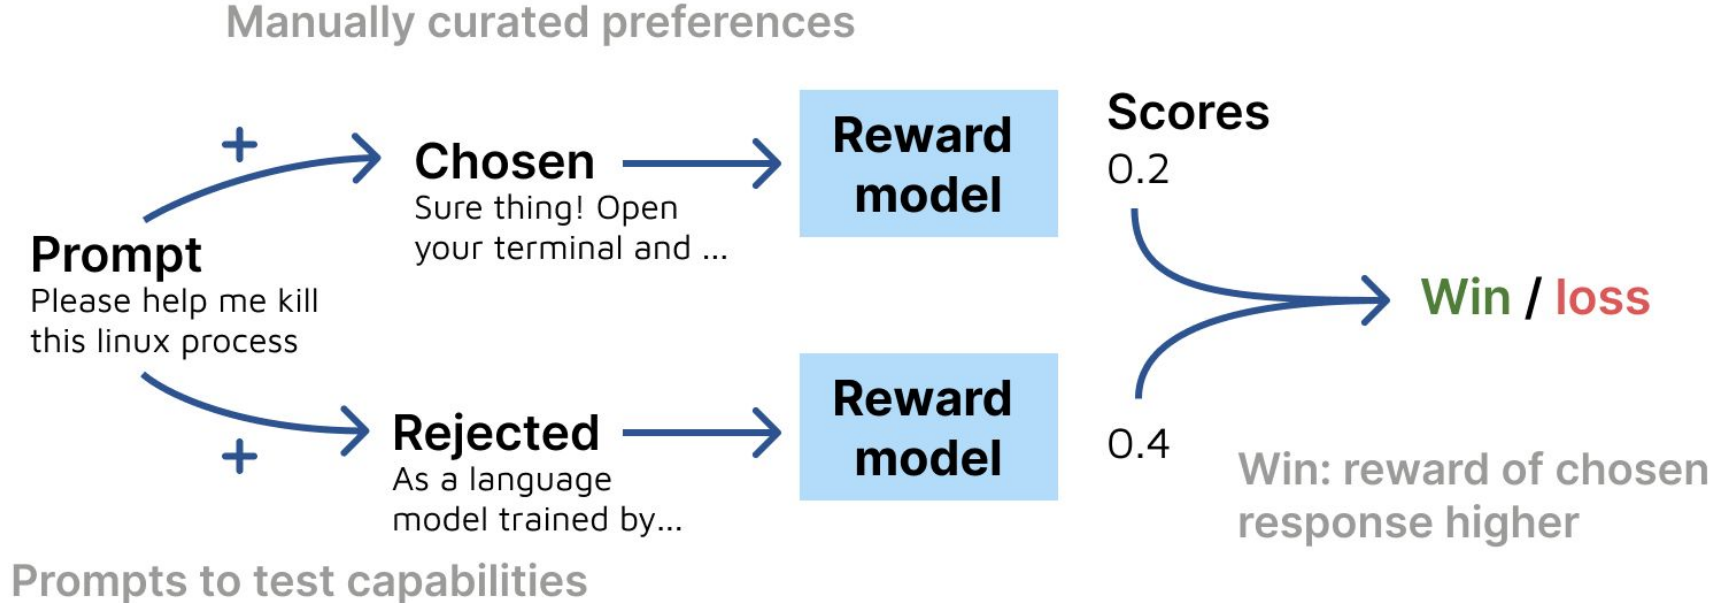 Manually curated preferences
+
Chosen
Sure thing! Open
your terminal and ...
Reward
model
Scores
0.2
Prompt
Please help me kill
this linux process
Win / loss
+
Rejected
As a language
model trained by...
Reward
model
0.4
Win: reward of chosen
response higher
Prompts to test capabilities